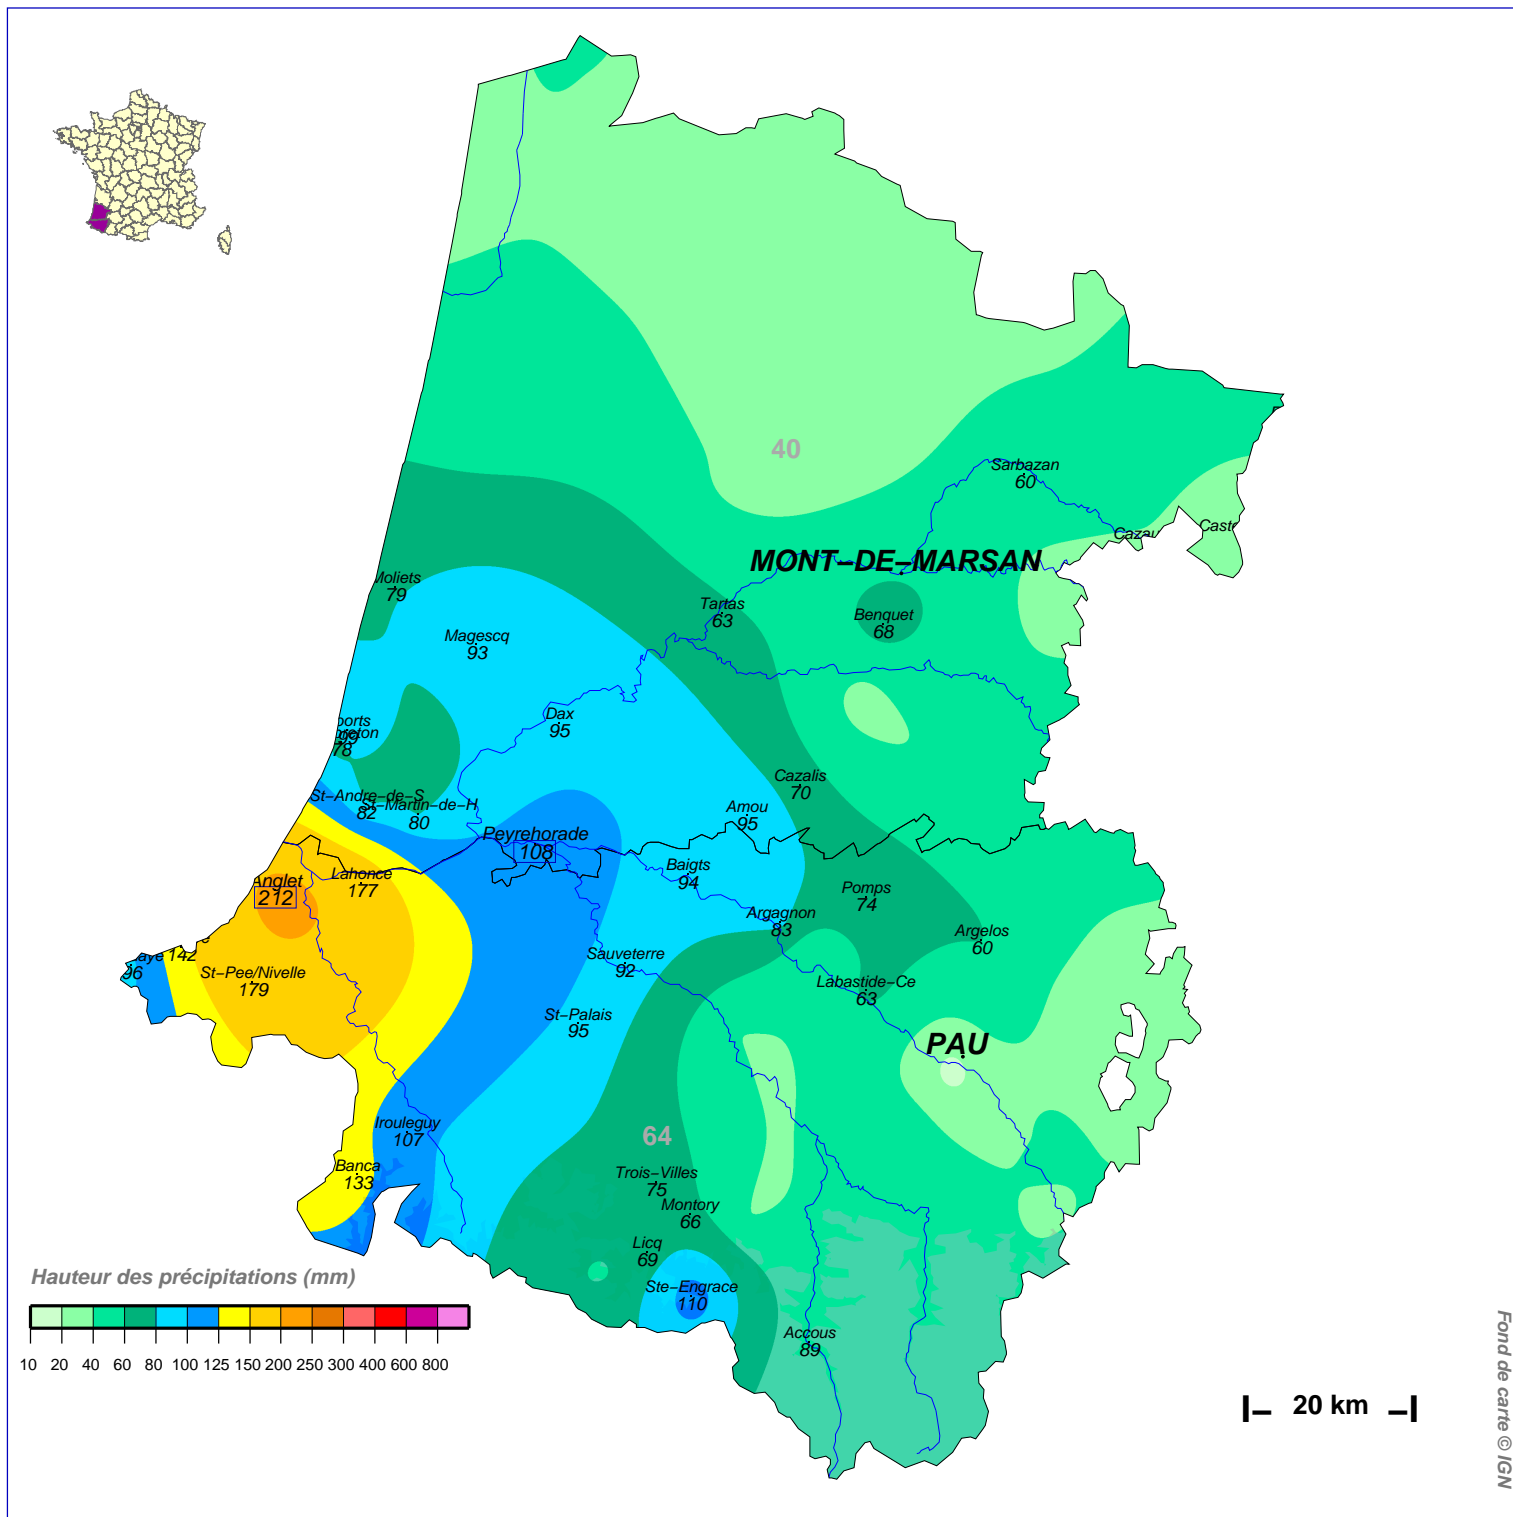 40
Sarbazan
60
Caste
Cazau
MONT-DE-MARSAN
Moliets
79
Tartas
63
Benquet
68
Magescq
93
Dax
95
ports
99
breton
78
Cazalis
70
St-Andre-de-S
82
St-Martin-de-H
80
Amou
95
Peyrehorade
108
Baigts
94
Anglet
212
Lahonce
177
Pomps
74
Argagnon
83
Argelos
60
aye 142
96
St-Pee/Nivelle
179
Sauveterre
92
Labastide-Ce
63
St-Palais
95
PAU
Irouleguy
107
64
Banca
133
Trois-Villes
75
Montory
66
Licq
69
Ste-Engrace
110
Accous
89
Hauteur des précipitations (mm)
10 20 40 60 80 100 125 150 200 250 300 400 600 800
20 km
Fond de carte © IGN